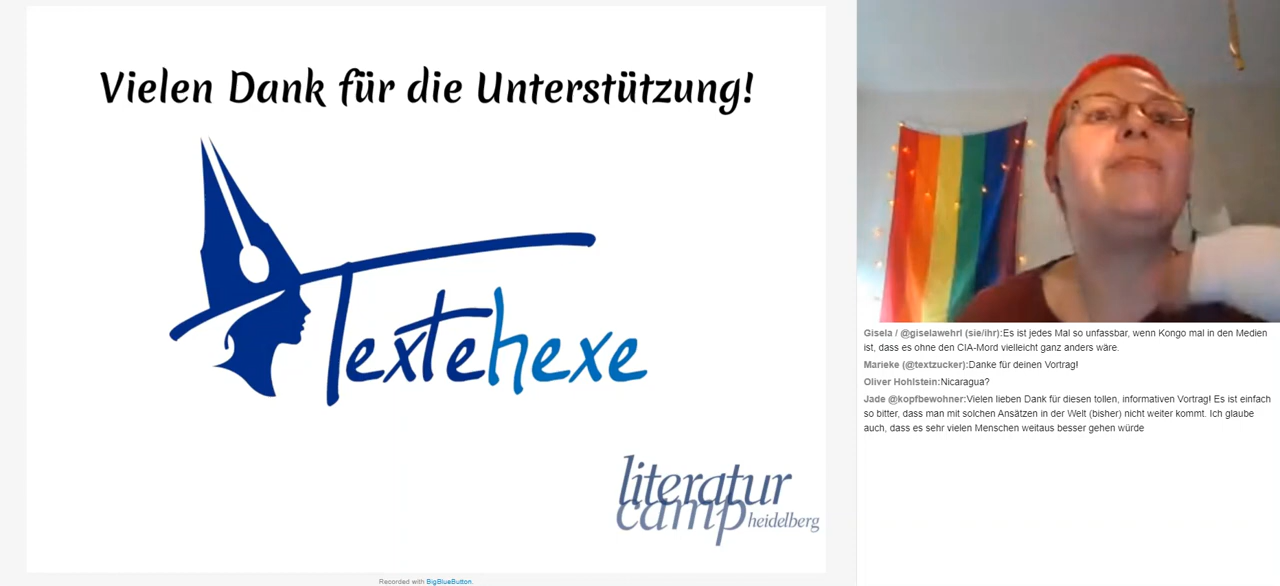 Vielen Dank für die Unterstützung!
Textehexe
literatur
camp heidelberg
Gisela / @giselawehrl (sie/ihr):Es ist jedes Mal so unfassbar, wenn Kongo mal in den Medien
ist, dass es ohne den CIA-Mord vielleicht ganz anders wäre.
Marieke (@textzucker):Danke für deinen Vortrag!
Oliver Hohlstein:Nicaragua?
Jade @kopfbewohner:Vielen lieben Dank für diesen tollen, informativen Vortrag! Es ist einfach
so bitter, dass man mit solchen Ansätzen in der Welt (bisher) nicht weiter kommt. Ich glaube
auch, dass es sehr vielen Menschen weitaus besser gehen würde
Recorded with BigBlueButton.